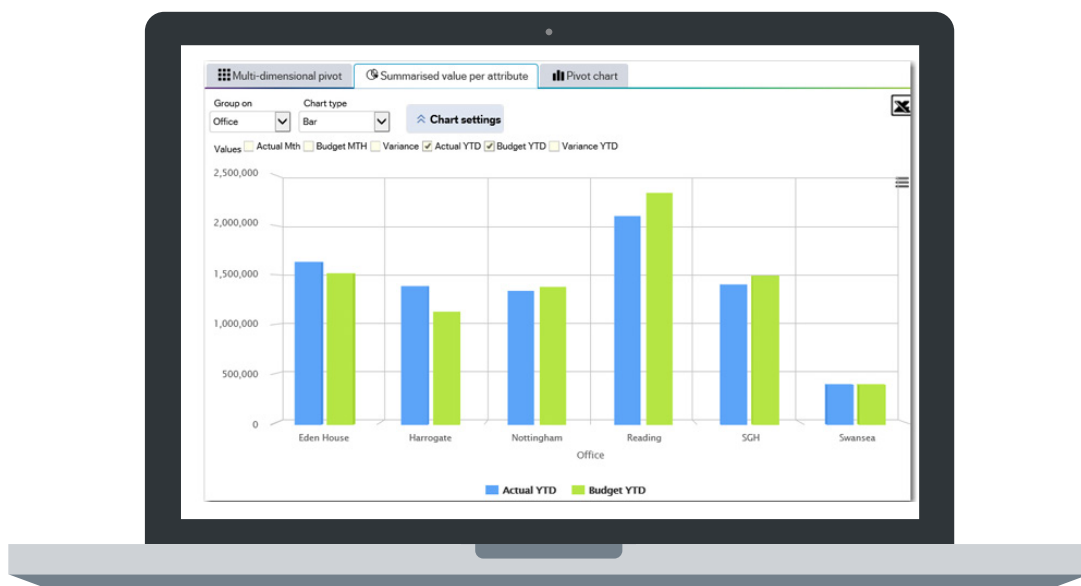 Multi-dimensional pivot Summarised value per attribute Pivot chart
Group on Chart type
Office Bar Chart settings
Values Actual Mth Budget MTH Variance Actual YTD Budget YTD Variance YTD
2,500,000
2,000,000
1,500,000
1,000,000
500,000
0
Eden House Harrogate Nottingham Reading SGH Swansea
Office
Actual YTD Budget YTD